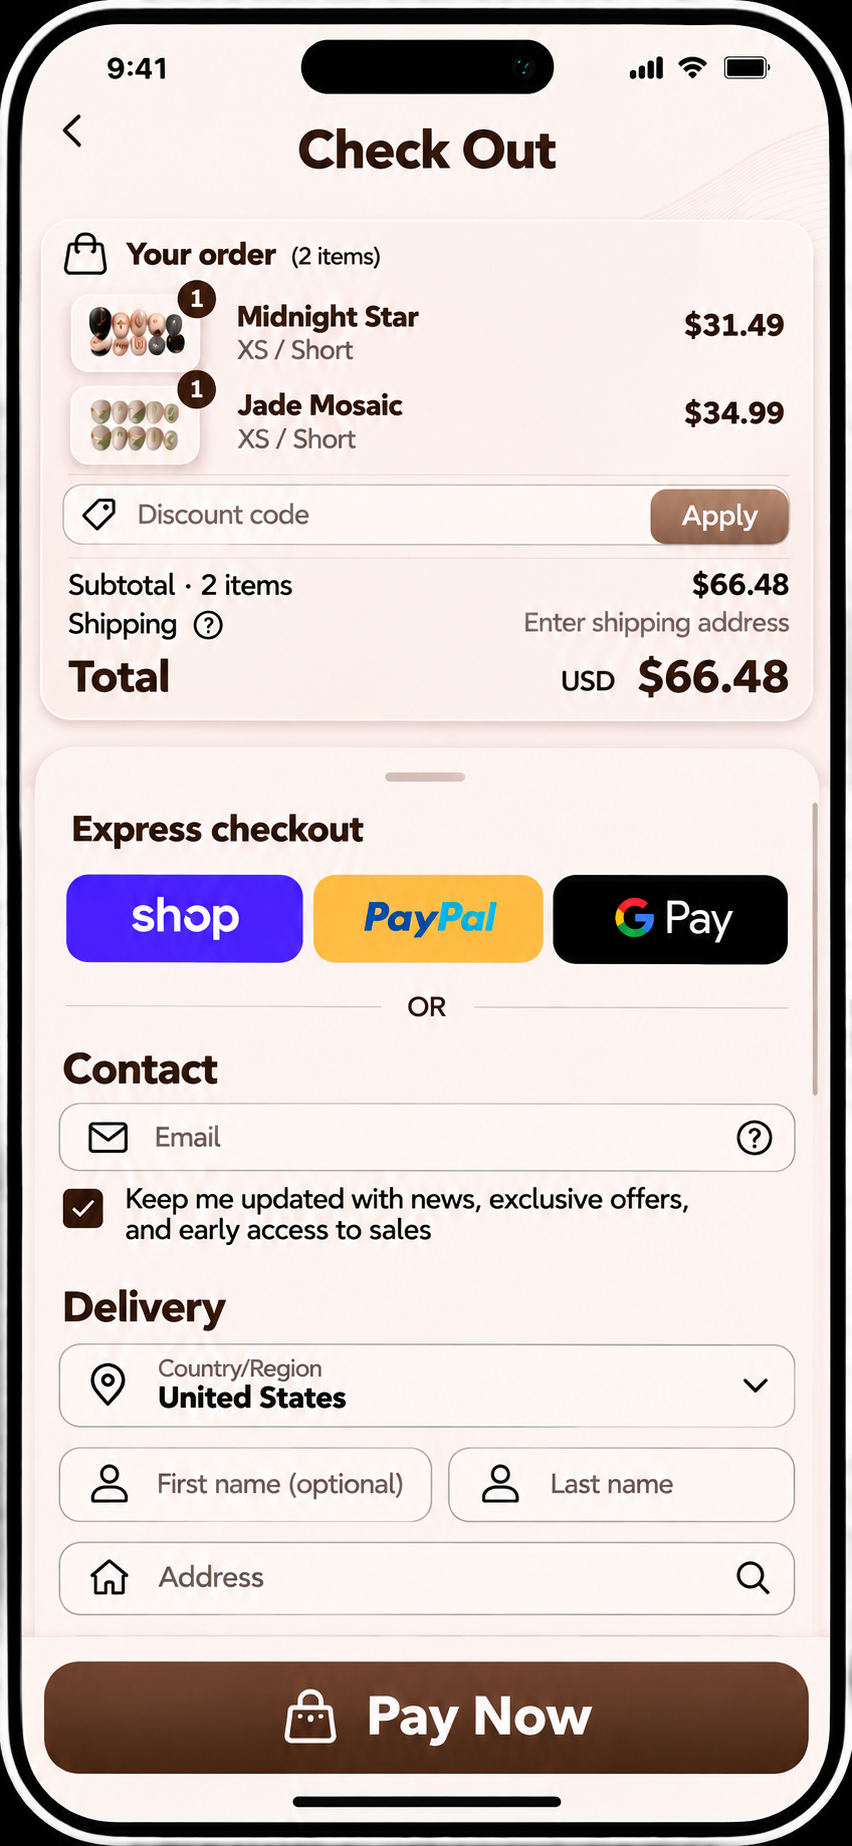 9:41
Check Out
Your order (2 items)
1
Midnight Star
$31.49
XS / Short
1
Jade Mosaic
$34.99
XS / Short
Discount code
Apply
Subtotal · 2 items
$66.48
Shipping ?
Enter shipping address
Total
USD $66.48
Express checkout
shop
PayPal
G Pay
OR
Contact
Email
?
Keep me updated with news, exclusive offers,
and early access to sales
Delivery
Country/Region
United States
First name (optional)
Last name
Address
Pay Now